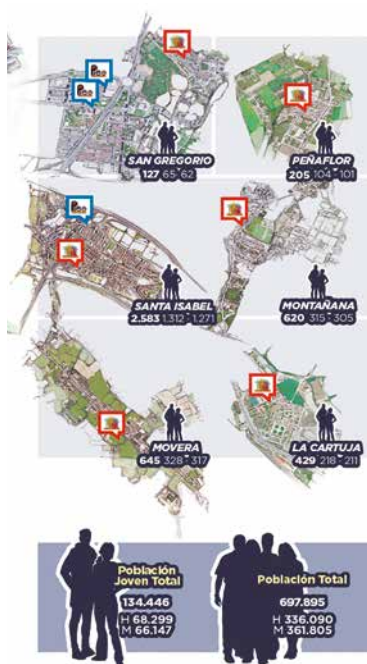 SAN GREGORIO
127 65 - 62
PEÑAFLOR
205 104 - 101
SANTA ISABEL
2.583 1.312 - 1.271
MONTAÑANA
620 315 - 305
MOVERA
645 328 - 317
LA CARTUJA
429 218 - 211
Población
Joven Total
134.446
H 68.299
M 66.147
Población Total
697.895
H 336.090
M 361.805